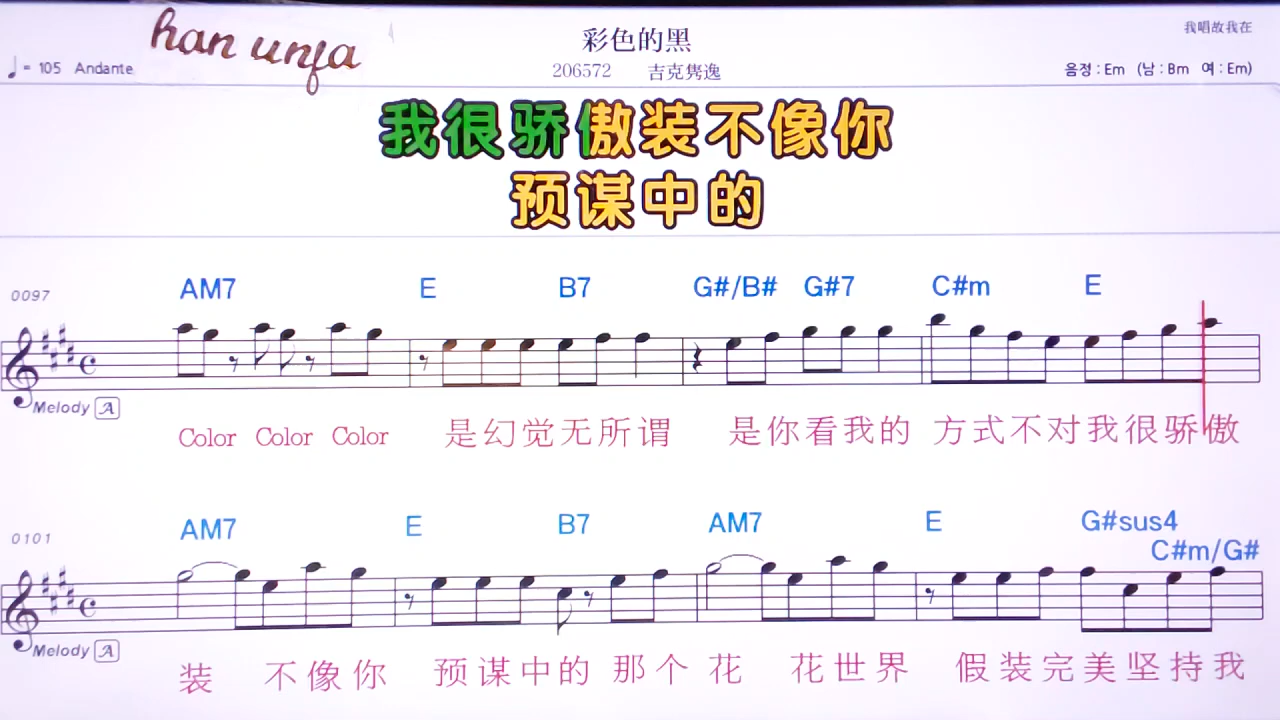 han unfa
彩色的黑
我唱故我在
♩= 105 Andante
206572 吉克隽逸
음정 : Em (남 : Bm 여 : Em)
我很骄傲装不像你
预谋中的
0097 AM7 E B7 G#/B# G#7 C#m E
Melody A
Color Color Color 是幻觉无所谓 是你看我的 方式不对我很骄傲
0101 AM7 E B7 AM7 E G#sus4
C#m/G#
Melody A
装 不像你 预谋中的 那个花 花世界 假装完美坚持我